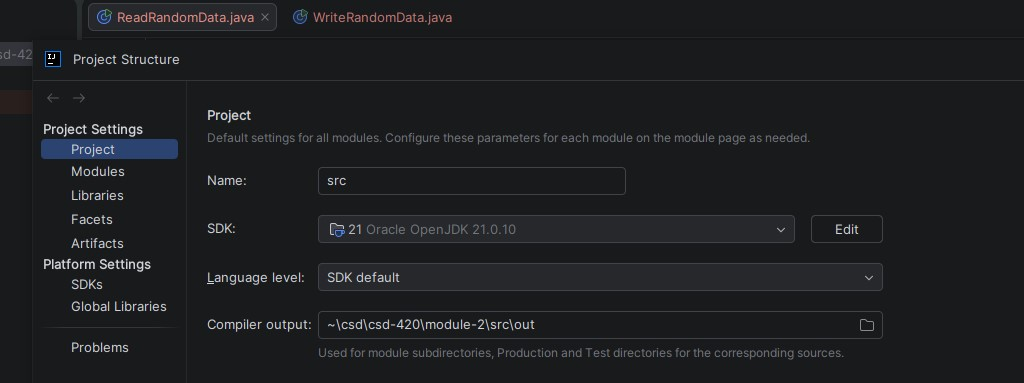 ReadRandomData.java WriteRandomData.java
sd-42
Project Structure
Project Settings
Project
Modules
Libraries
Facets
Artifacts
Platform Settings
SDKs
Global Libraries
Problems
Project
Default settings for all modules. Configure these parameters for each module on the module page as needed.
Name: src
SDK: 21 Oracle OpenJDK 21.0.10 Edit
Language level: SDK default
Compiler output: ~\csd\csd-420\module-2\src\out
Used for module subdirectories, Production and Test directories for the corresponding sources.